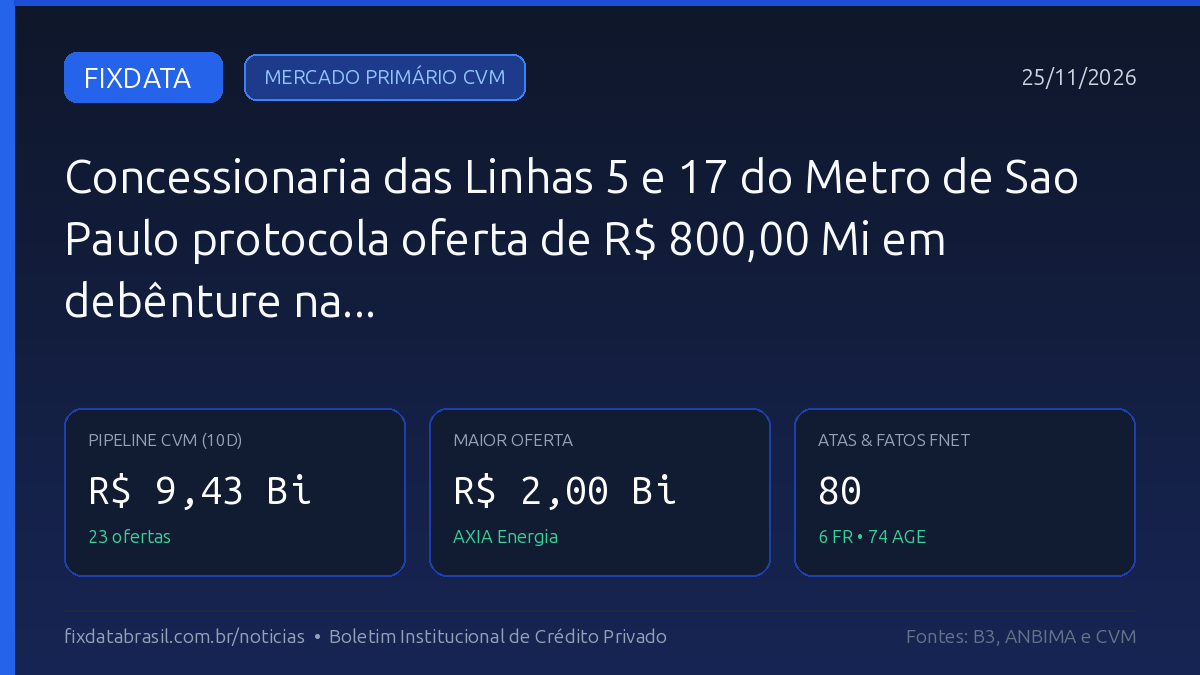 FIXDATA
MERCADO PRIMÁRIO CVM
25/11/2026
Concessionaria das Linhas 5 e 17 do Metro de Sao
Paulo protocola oferta de R$ 800,00 Mi em
debênture na...
PIPELINE CVM (10D)
R$ 9,43 Bi
23 ofertas
MAIOR OFERTA
R$ 2,00 Bi
AXIA Energia
ATAS & FATOS FNET
80
6 FR • 74 AGE
fixdatabrasil.com.br/noticias • Boletim Institucional de Crédito Privado
Fontes: B3, ANBIMA e CVM